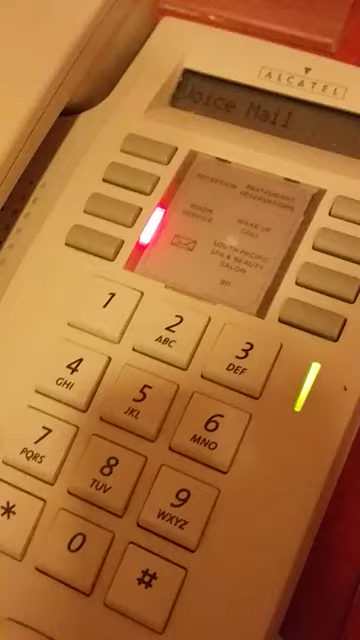 ALCATEL
Voice Mail
RECEPTION
RESTAURANT
RESERVATIONS
ROOM
SERVICE
WAKE UP
CALL
SOUTH PACIFIC
SPA & BEAUTY
SALON
1
2
ABC
3
DEF
4
GHI
5
JKL
6
MNO
7
PQRS
8
TUV
9
WXYZ
*
0
#